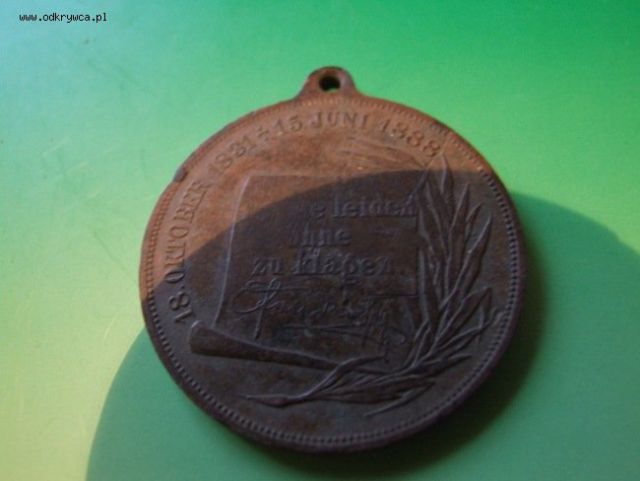 www.odkrywca.pl
18. OKTOBER 1831 ÷ 15. JUNI 1888
leiden
ohne
zu klagen.